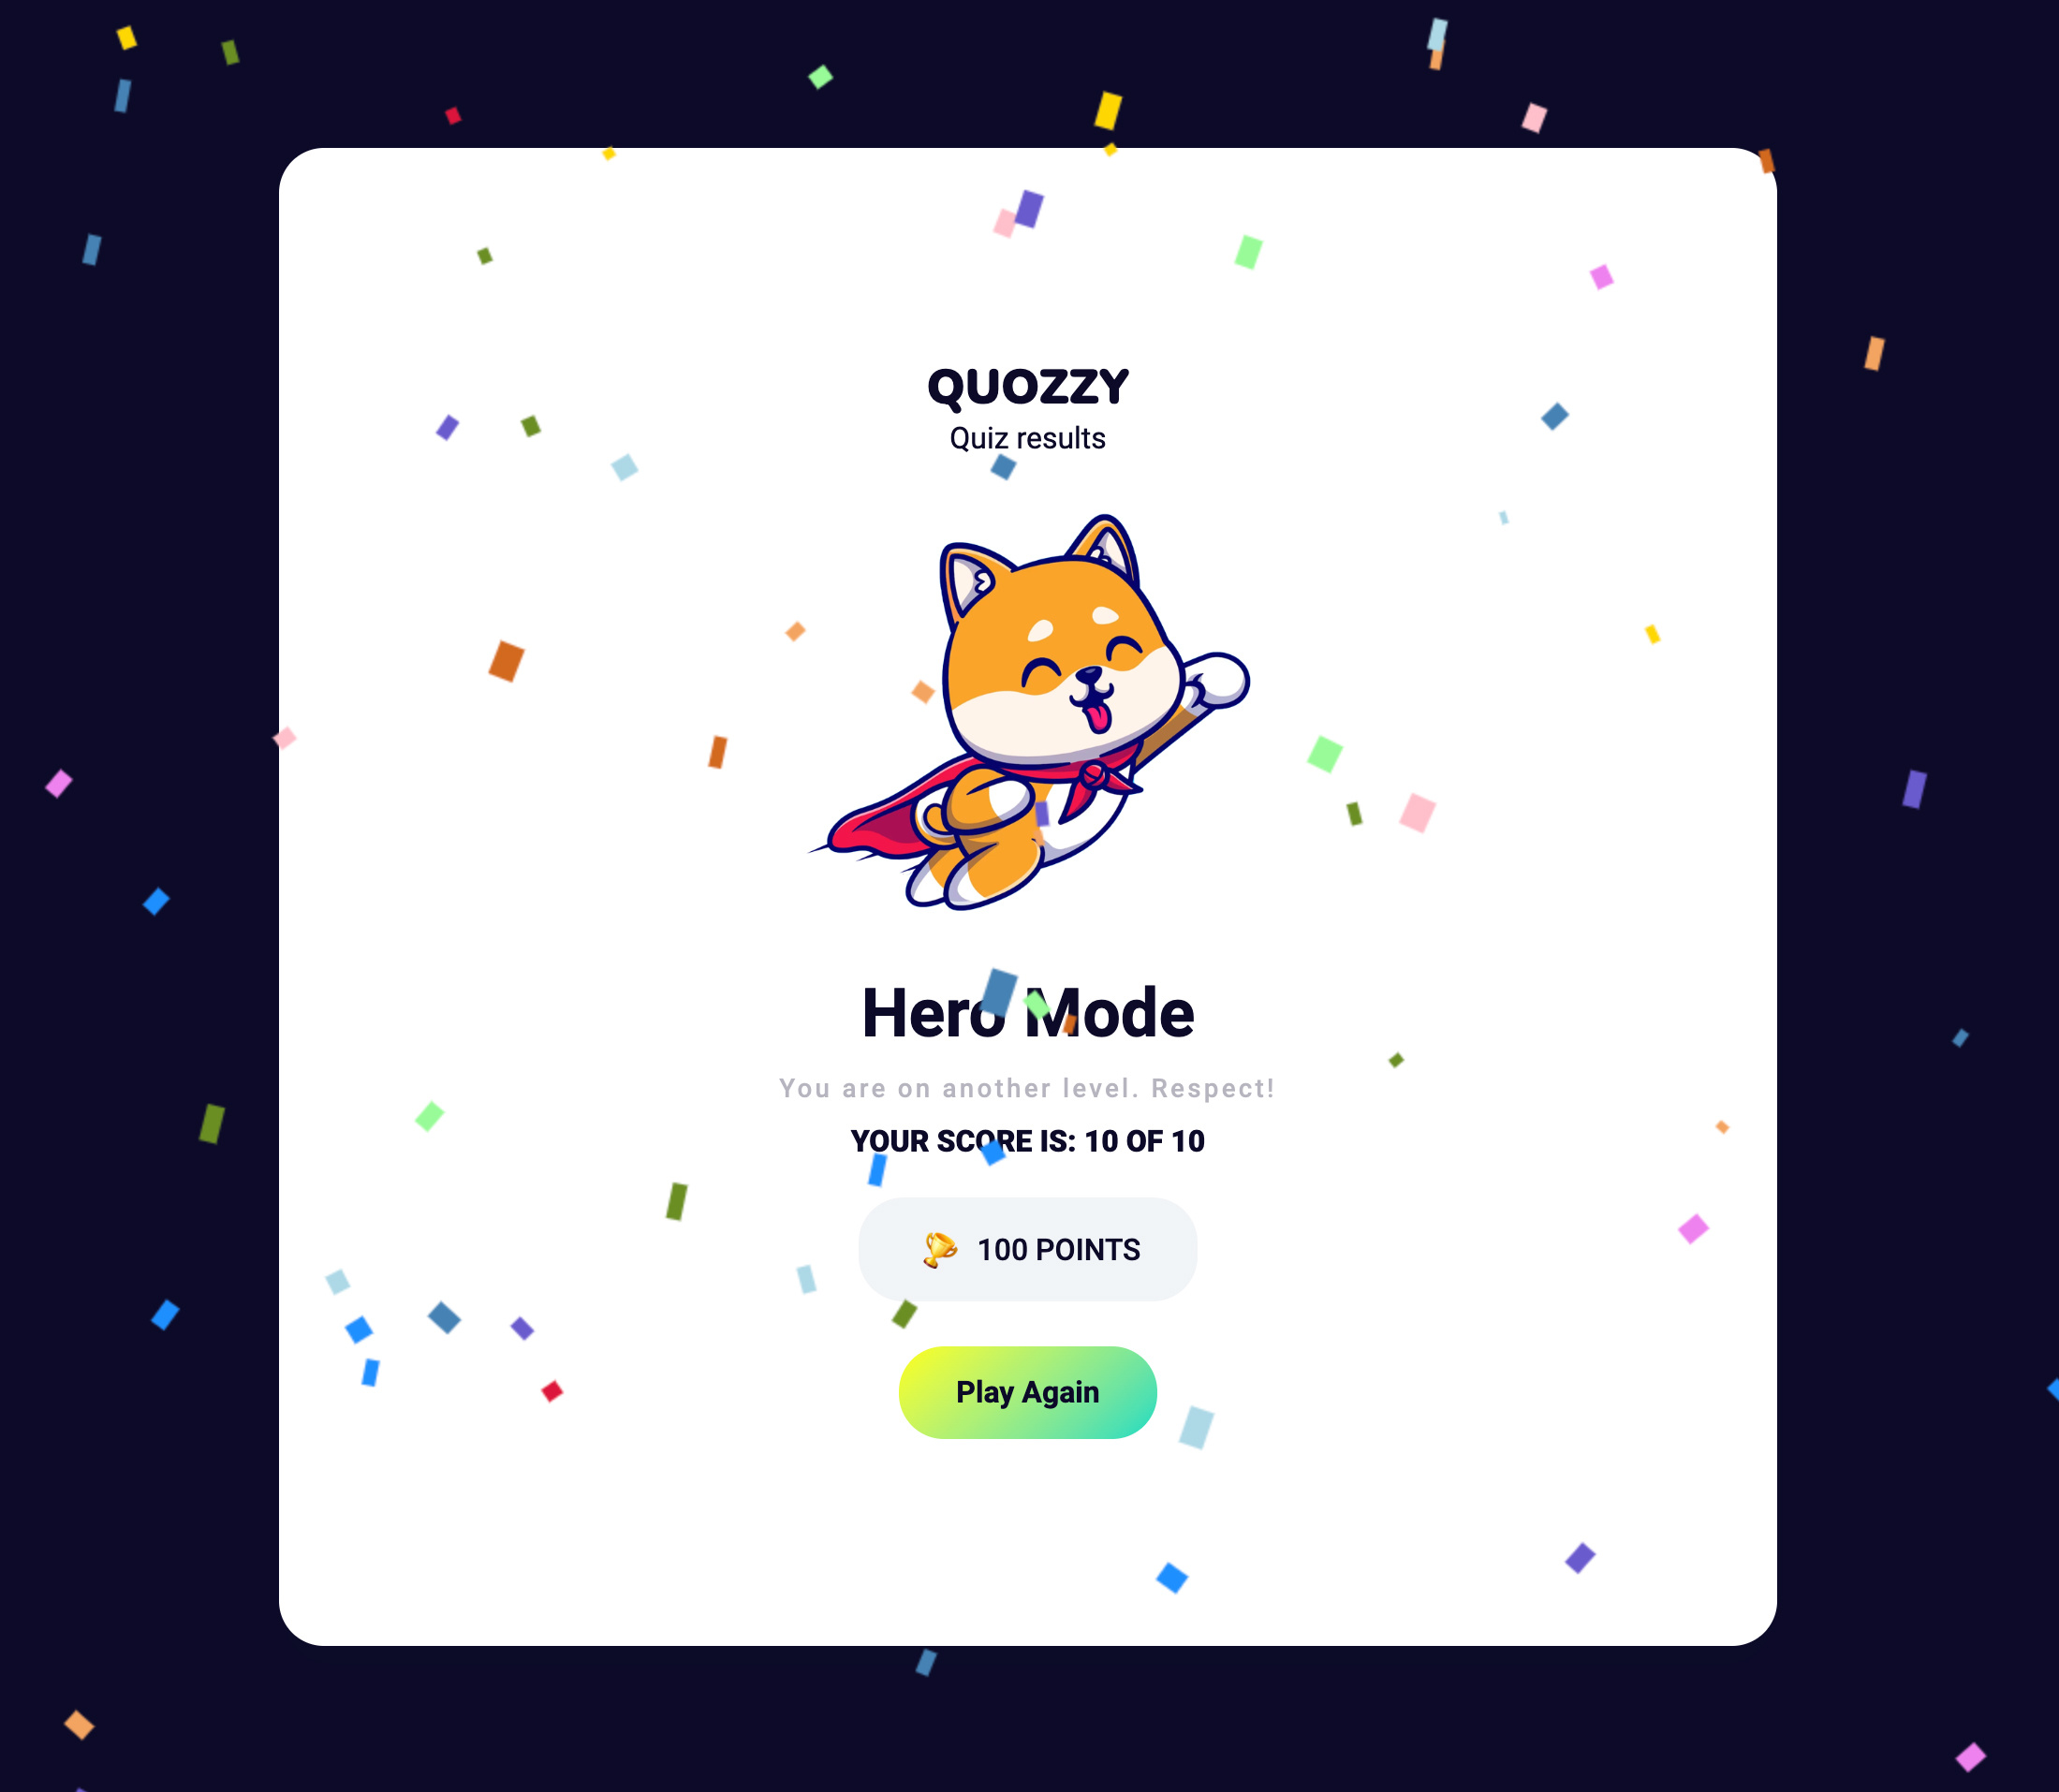 QUOZZY
Quiz results
Hero Mode
You are on another level. Respect!
YOUR SCORE IS: 10 OF 10
100 POINTS
Play Again